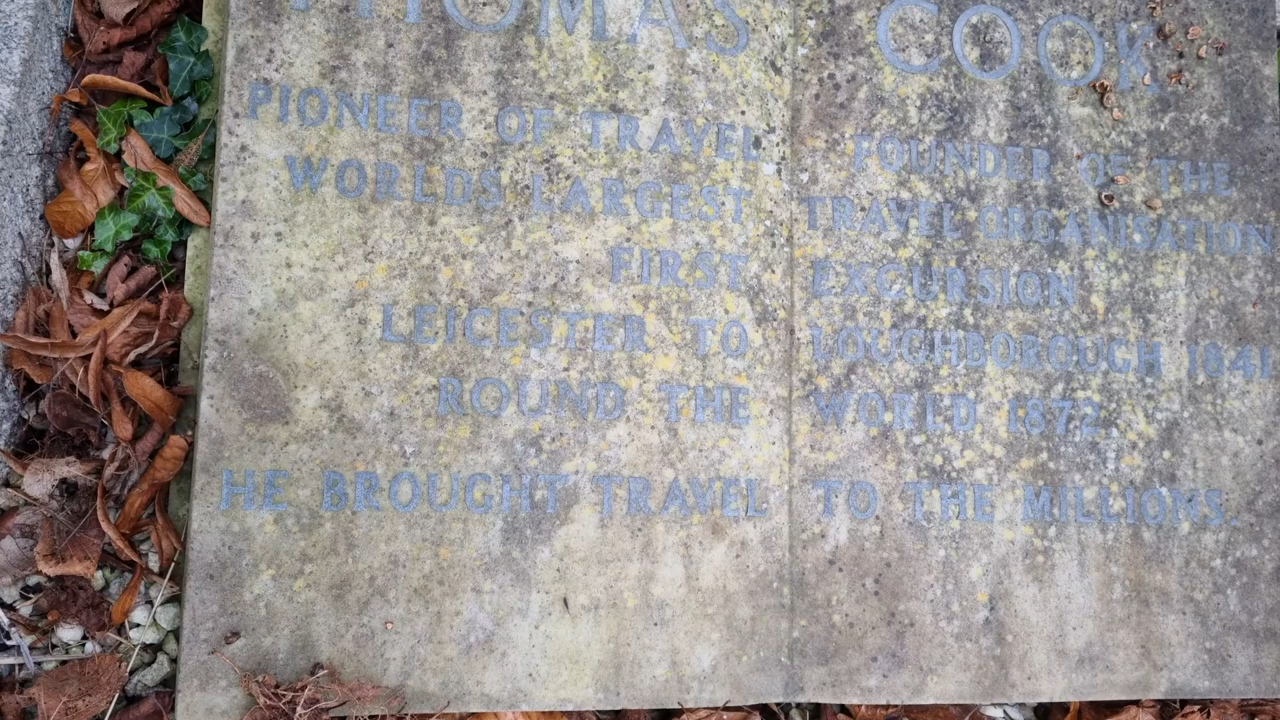 THOMAS COOK
PIONEER OF TRAVEL FOUNDER OF THE
WORLDS LARGEST TRAVEL ORGANISATION
FIRST EXCURSION
LEICESTER TO LOUGHBOROUGH 1841
ROUND THE WORLD 1872
HE BROUGHT TRAVEL TO THE MILLIONS.